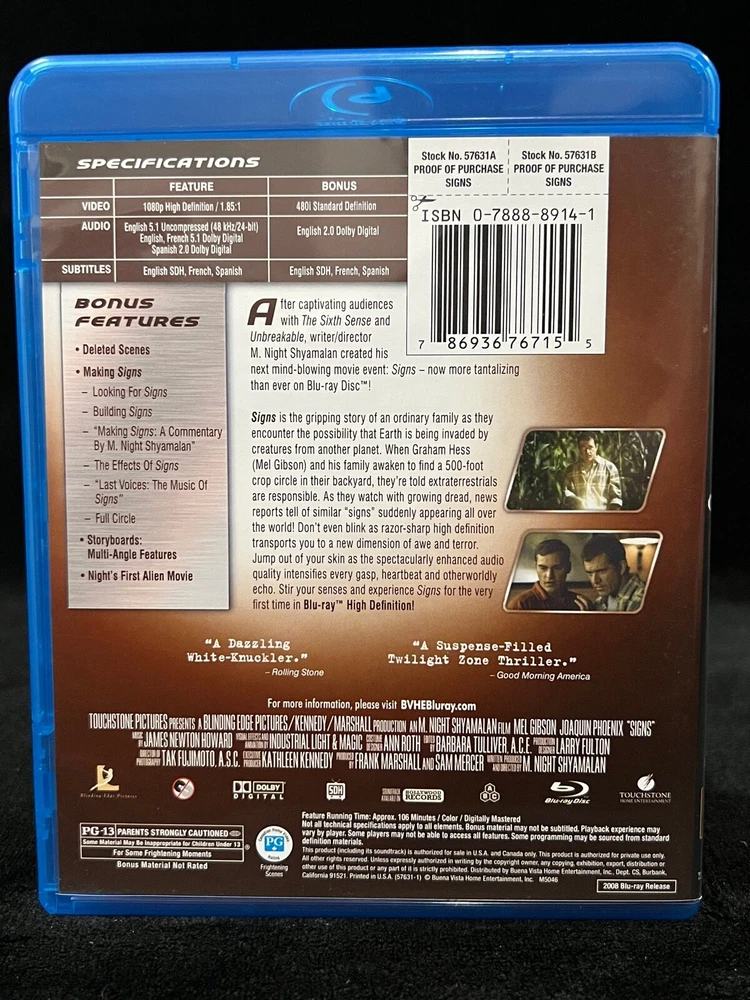 SPECIFICATIONS
FEATURE BONUS
VIDEO 1080p High Definition / 1.85:1 480i Standard Definition
AUDIO English 5.1 Uncompressed (48 kHz/24-bit) English 2.0 Dolby Digital
English, French 5.1 Dolby Digital
Spanish 2.0 Dolby Digital
SUBTITLES English SDH, French, Spanish English SDH, French, Spanish
Stock No. 57631A Stock No. 57631B
PROOF OF PURCHASE PROOF OF PURCHASE
SIGNS SIGNS
ISBN 0-7888-8914-1
7 86936 76715 5
BONUS
FEATURES
• Deleted Scenes
• Making Signs
– Looking For Signs
– Building Signs
– "Making Signs: A Commentary
By M. Night Shyamalan"
– The Effects Of Signs
– "Last Voices: The Music Of
Signs"
– Full Circle
• Storyboards:
Multi-Angle Features
• Night's First Alien Movie
After captivating audiences
with The Sixth Sense and
Unbreakable, writer/director
M. Night Shyamalan created his
next mind-blowing movie event: Signs – now more tantalizing
than ever on Blu-ray Disc™!
Signs is the gripping story of an ordinary family as they
encounter the possibility that Earth is being invaded by
creatures from another planet. When Graham Hess
(Mel Gibson) and his family awaken to find a 500-foot
crop circle in their backyard, they're told extraterrestrials
are responsible. As they watch with growing dread, news
reports tell of similar "signs" suddenly appearing all over
the world! Don't even blink as razor-sharp high definition
transports you to a new dimension of awe and terror.
Jump out of your skin as the spectacularly enhanced audio
quality intensifies every gasp, heartbeat and otherworldly
echo. Stir your senses and experience Signs for the very
first time in Blu-ray™ High Definition!
"A Dazzling
White-Knuckler."
– Rolling Stone
"A Suspense-Filled
Twilight Zone Thriller."
– Good Morning America
For more information, please visit BVHEBluray.com
TOUCHSTONE PICTURES PRESENTS A BLINDING EDGE PICTURES/KENNEDY/MARSHALL PRODUCTION AN M. NIGHT SHYAMALAN FILM MEL GIBSON JOAQUIN PHOENIX "SIGNS"
MUSIC BY JAMES NEWTON HOWARD VISUAL EFFECTS AND ANIMATION BY INDUSTRIAL LIGHT & MAGIC COSTUME DESIGNER ANN ROTH EDITED BY BARBARA TULLIVER, A.C.E. PRODUCTION DESIGNER LARRY FULTON
DIRECTOR OF PHOTOGRAPHY TAK FUJIMOTO, A.S.C. EXECUTIVE PRODUCER KATHLEEN KENNEDY PRODUCED BY FRANK MARSHALL AND SAM MERCER WRITTEN, PRODUCED AND DIRECTED BY M. NIGHT SHYAMALAN
Blinding Edge Pictures
DOLBY
DIGITAL
SDH
SOUNDTRACK AVAILABLE IN HOLLYWOOD RECORDS
Blu-ray Disc
TOUCHSTONE
HOME ENTERTAINMENT
PG-13 PARENTS STRONGLY CAUTIONED
Some Material May Be Inappropriate for Children Under 13
For Some Frightening Moments
Bonus Material Not Rated
PG
Frightening
Scenes
Feature Running Time: Approx. 106 Minutes / Color / Digitally Mastered
Not all technical specifications apply to all elements. Bonus material may not be subtitled. Playback experience may
vary by player. Some players may not be able to access all features. Some programming may be sourced from standard
definition materials.
This product (including its soundtrack) is authorized for sale in U.S.A. and Canada only. This product is authorized for private use only.
All other rights reserved. Unless expressly authorized in writing by the copyright owner, any copying, exhibition, export, distribution or
other use of this product or any part of it is strictly prohibited. Distributed by Buena Vista Home Entertainment, Inc., Dept. CS, Burbank,
California 91521. Printed in U.S.A. (57631-1) © Buena Vista Home Entertainment, Inc. M5046
2008 Blu-ray Release